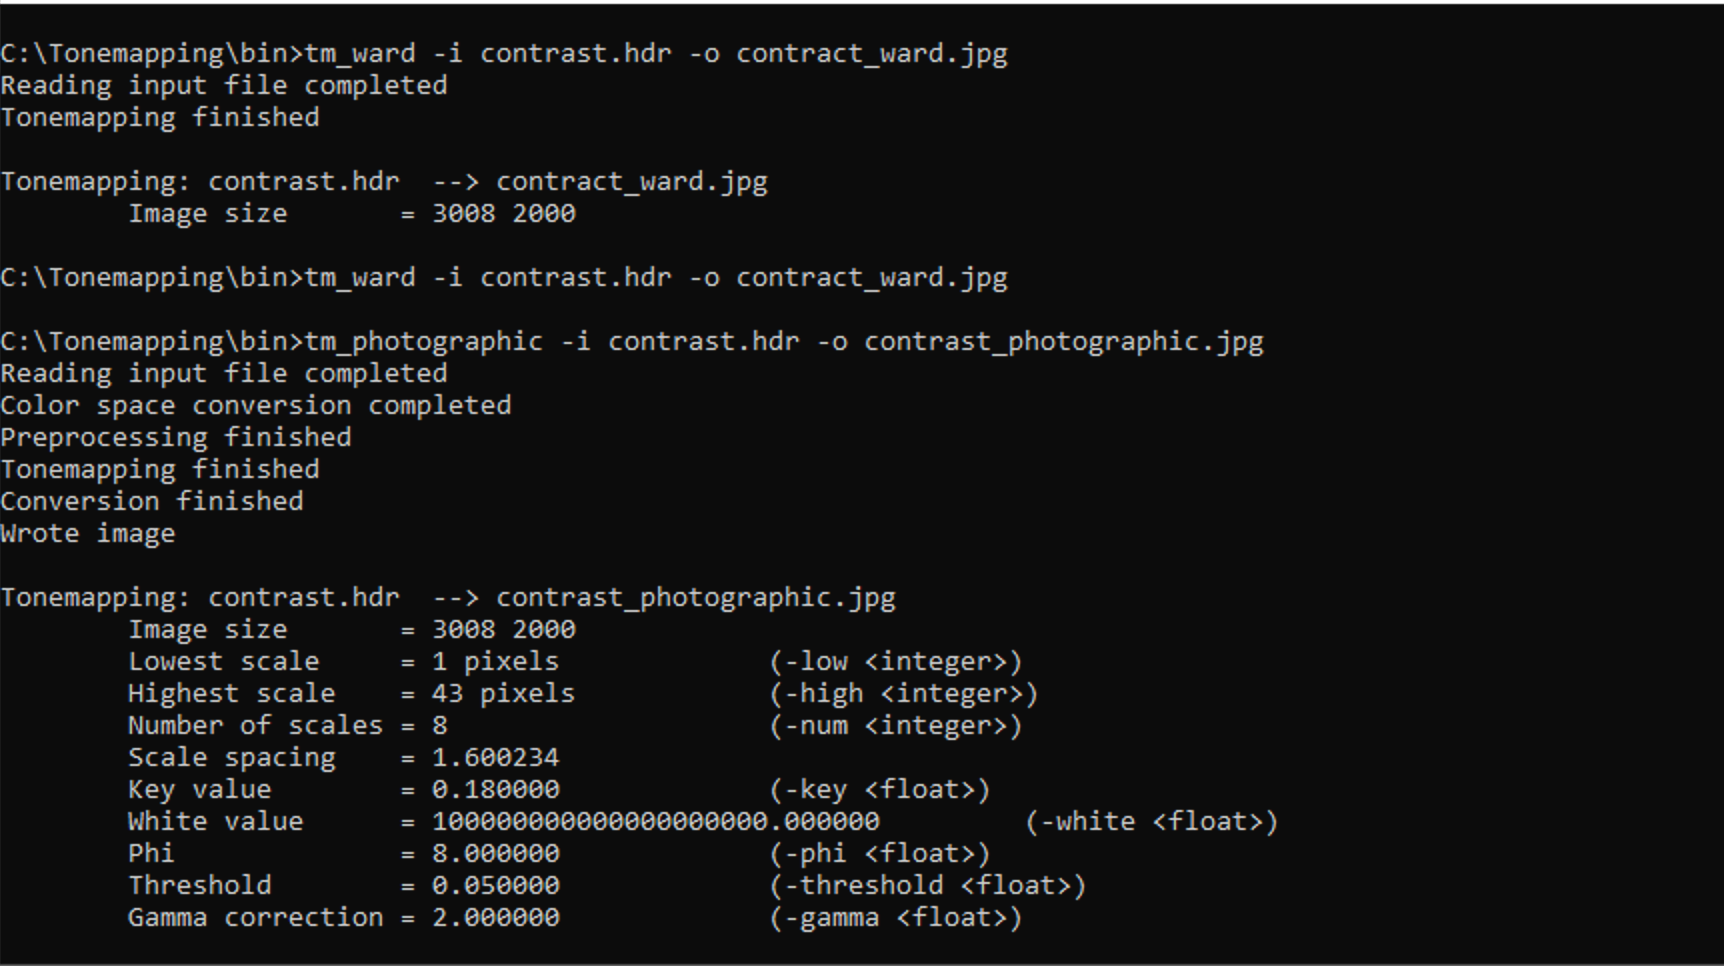 C:\Tonemapping\bin>tm_ward -i contrast.hdr -o contract_ward.jpg
Reading input file completed
Tonemapping finished
Tonemapping: contrast.hdr  --> contract_ward.jpg
        Image size       = 3008 2000
C:\Tonemapping\bin>tm_ward -i contrast.hdr -o contract_ward.jpg
C:\Tonemapping\bin>tm_photographic -i contrast.hdr -o contrast_photographic.jpg
Reading input file completed
Color space conversion completed
Preprocessing finished
Tonemapping finished
Conversion finished
Wrote image
Tonemapping: contrast.hdr  --> contrast_photographic.jpg
        Image size       = 3008 2000
        Lowest scale     = 1 pixels             (-low <integer>)
        Highest scale    = 43 pixels            (-high <integer>)
        Number of scales = 8                    (-num <integer>)
        Scale spacing    = 1.600234
        Key value        = 0.180000             (-key <float>)
        White value      = 100000000000000000000.000000         (-white <float>)
        Phi              = 8.000000             (-phi <float>)
        Threshold        = 0.050000             (-threshold <float>)
        Gamma correction = 2.000000             (-gamma <float>)